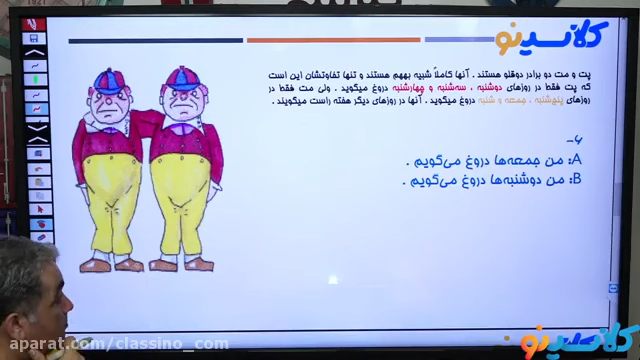 کلاسینو
پت و مت دو برادر دوقلو هستند . آنها کاملاً شبیه بههم هستند و تنها تفاوتشان این است
که پت فقط در روزهای دوشنبه ، سه‌شنبه و چهارشنبه دروغ میگوید . ولی مت فقط در
روزهای پنج‌شنبه ، جمعه و شنبه دروغ میگوید . آنها در روزهای دیگر هفته راست میگویند .
۶-
A: من جمعه‌ها دروغ می‌گویم .
B: من دوشنبه‌ها دروغ می‌گویم .
aparat.com/classino_com
کلاسینو